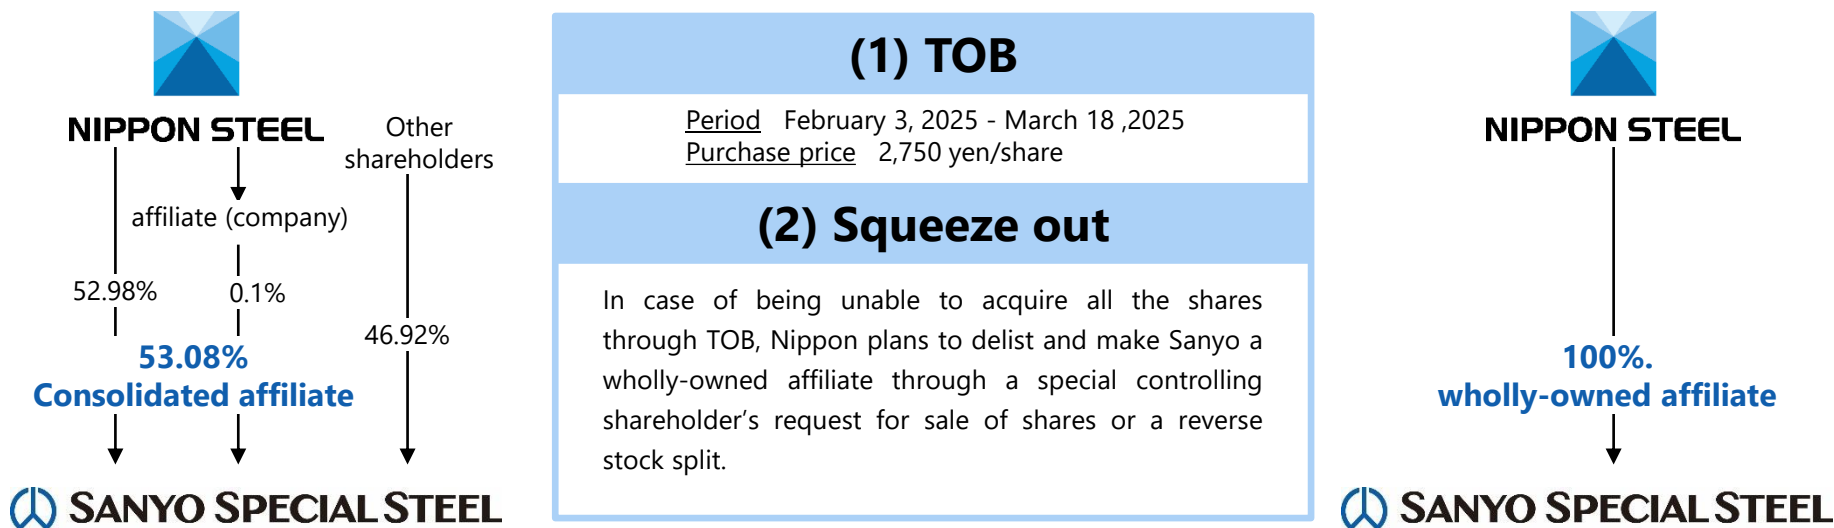 NIPPON STEEL
Other
shareholders
affiliate (company)
52.98%
0.1%
46.92%
53.08%
Consolidated affiliate
SANYO SPECIAL STEEL
(1) TOB
Period February 3, 2025 - March 18 ,2025
Purchase price 2,750 yen/share
(2) Squeeze out
In case of being unable to acquire all the shares
through TOB, Nippon plans to delist and make Sanyo a
wholly-owned affiliate through a special controlling
shareholder’s request for sale of shares or a reverse
stock split.
NIPPON STEEL
100%.
wholly-owned affiliate
SANYO SPECIAL STEEL